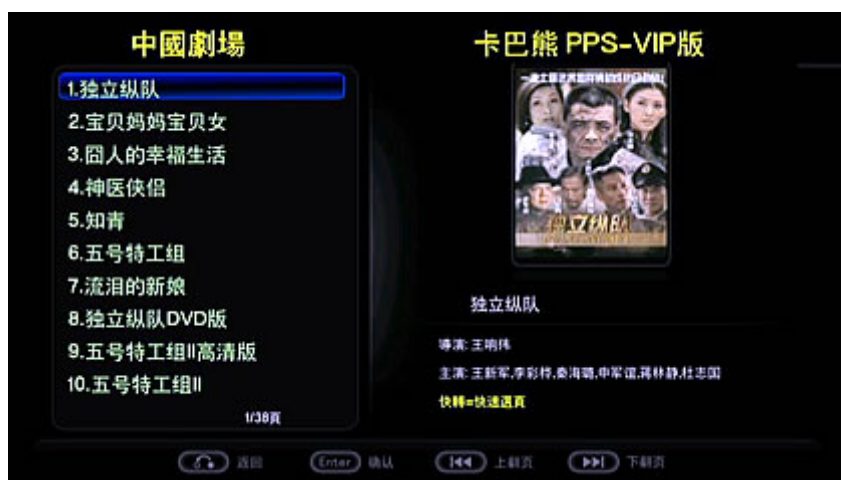 中國劇場
卡巴熊 PPS-VIP版
1.独立纵队
2.宝贝妈妈宝贝女
3.囧人的幸福生活
4.神医侠侣
5.知青
6.五号特工组
7.流泪的新娘
8.独立纵队DVD版
9.五号特工组II高清版
10.五号特工组II
1/38頁
独立纵队
独立纵队
導演: 王响伟
主演: 王新军,李彩桦,秦海璐,申军谊,蒋林静,杜志国
快轉=快速選頁
返回
Enter 确认
上翻页
下翻页